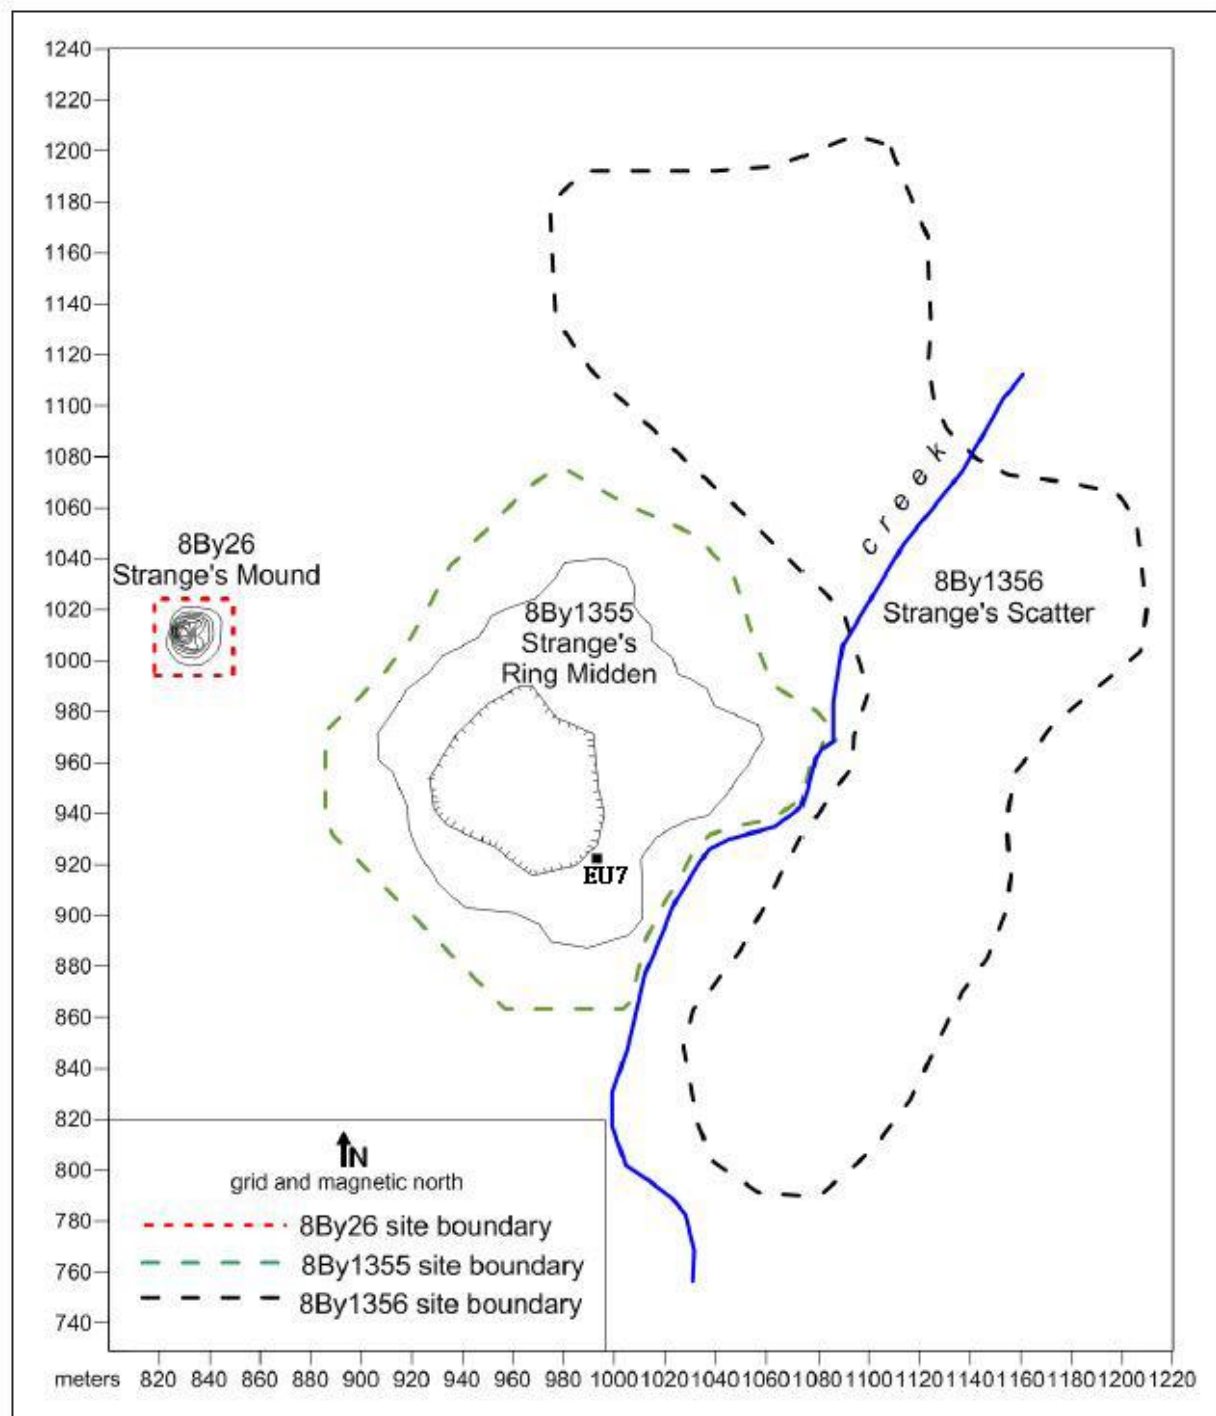 1240
1220
1200
1180
1160
1140
1120
1100
1080
1060
1040
1020
1000
980
960
940
920
900
880
860
840
820
800
780
760
740
creek
8By26
Strange's Mound
8By1355
Strange's
Ring Midden
8By1356
Strange's Scatter
EU7
N
grid and magnetic north
8By26 site boundary
8By1355 site boundary
8By1356 site boundary
meters 820 840 860 880 900 920 940 960 980 1000 1020 1040 1060 1080 1100 1120 1140 1160 1180 1200 1220